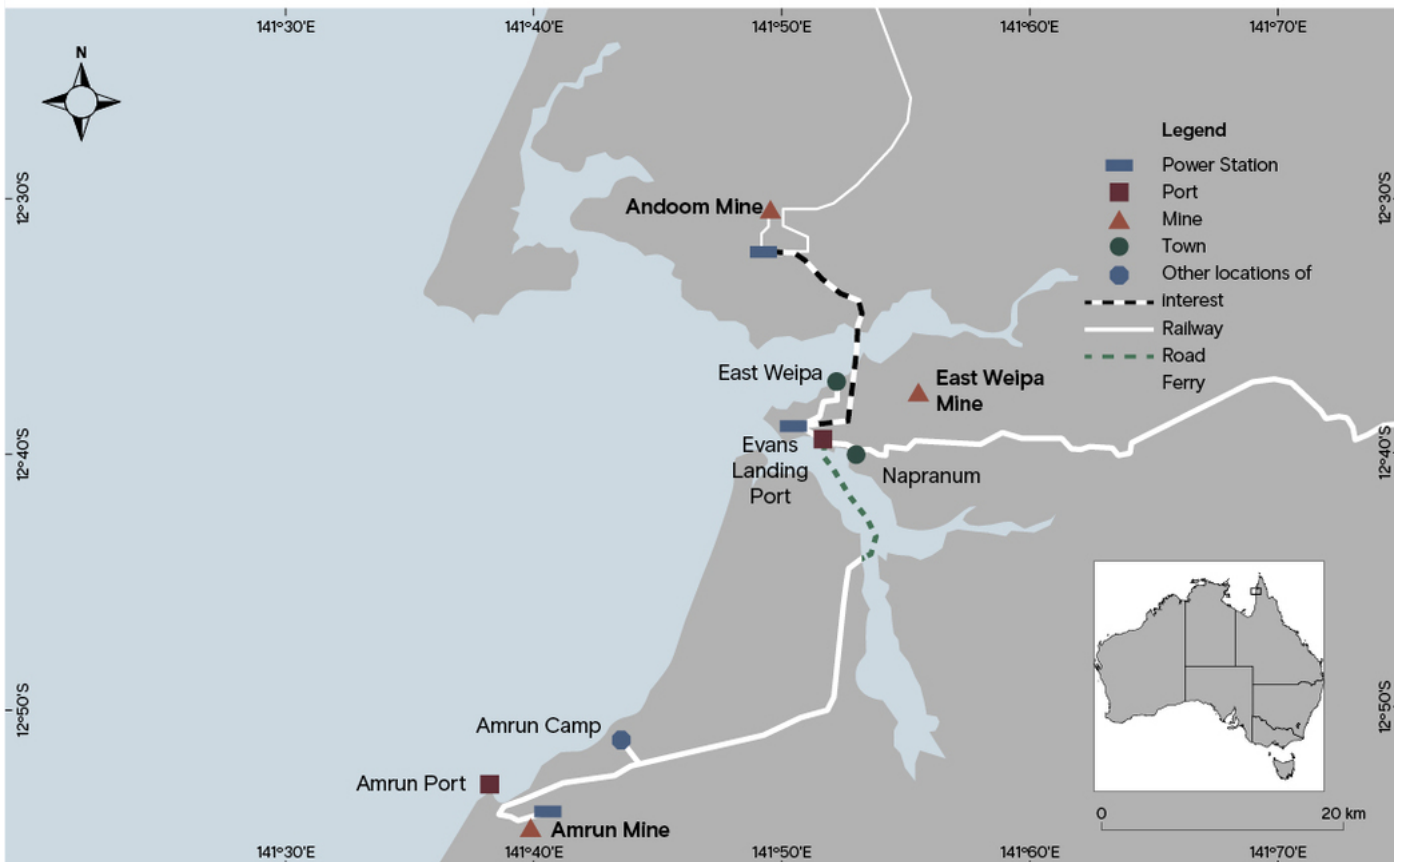 141°30'E
141°40'E
141°50'E
141°60'E
141°70'E
N
Legend
Power Station
Port
Mine
Town
Other locations of
interest
Railway
Road
Ferry
12°30'S
12°30'S
Andoom Mine
East Weipa
East Weipa
Mine
12°40'S
12°40'S
Evans
Landing
Port
Napranum
12°50'S
12°50'S
Amrun Camp
Amrun Port
Amrun Mine
0
20 km
141°30'E
141°40'E
141°50'E
141°60'E
141°70'E